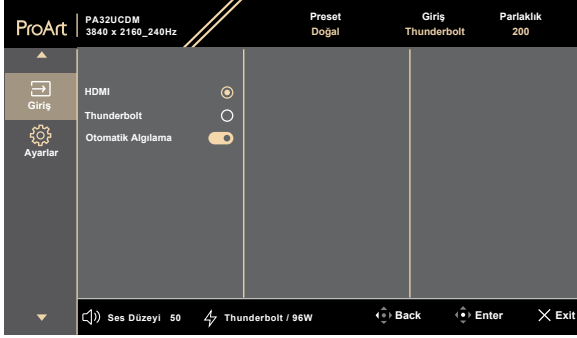 ProArt
PA32UCDM
3840 x 2160_240Hz
Preset
Doğal
Giriş
Thunderbolt
Parlaklık
200
Giriş
Ayarlar
HDMI
Thunderbolt
Otomatik Algılama
Ses Düzeyi 50
Thunderbolt / 96W
Back
Enter
Exit